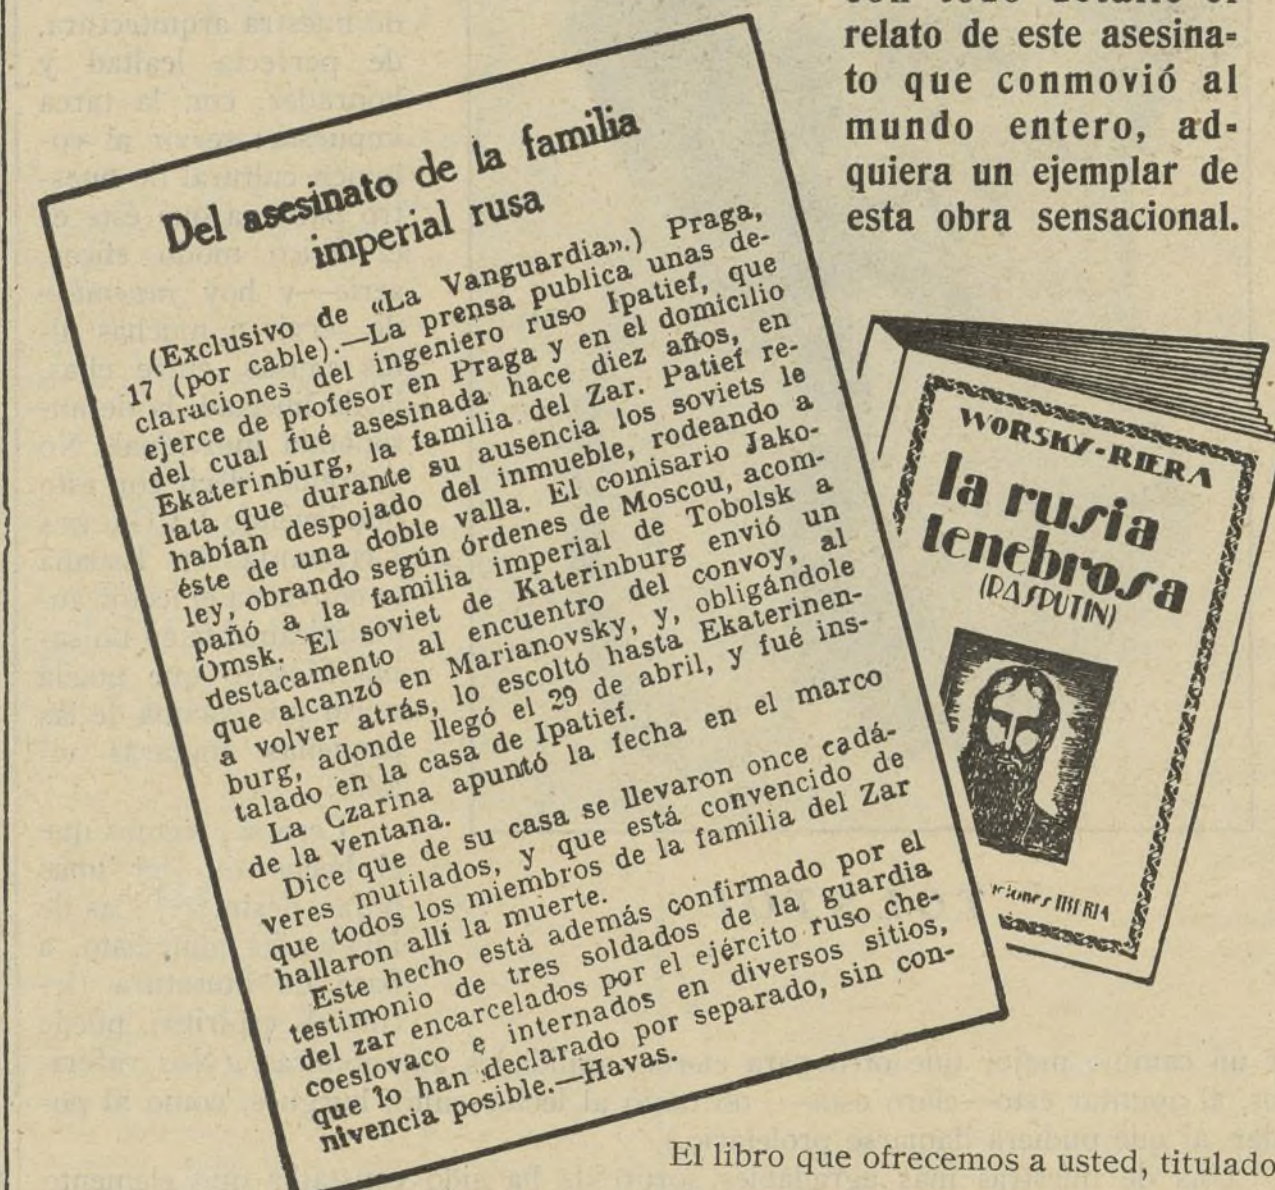 relato de este asesina-
to que conmovió al
mundo entero, ad-
quiera un ejemplar de
esta obra sensacional.
Del asesinato de la familia
imperial rusa
(Exclusivo de «La Vanguardia».) Praga,
17 (por cable).—La prensa publica unas de-
claraciones del ingeniero ruso Ipatief, que
ejerce de profesor en Praga y en el domicilio
del cual fué asesinada hace diez años, en
Ekaterinburg, la familia del Zar. Patief re-
lata que durante su ausencia los soviets le
habían despojado del inmueble, rodeando a
éste de una doble valla. El comisario Jako-
ley, obrando según órdenes de Moscou, acom-
pañó a la familia imperial de Tobolsk a
Omsk. El soviet de Katerinburg envió un
destacamento al encuentro del convoy, al
que alcanzó en Marianovsky, y, obligándole
a volver atrás, lo escoltó hasta Ekaterinen-
burg, adonde llegó el 29 de abril, y fué ins-
talado en la casa de Ipatief.
La Czarina apuntó la fecha en el marco
de la ventana.
Dice que de su casa se llevaron once cadá-
veres mutilados, y que está convencido de
que todos los miembros de la familia del Zar
hallaron allí la muerte.
Este hecho está además confirmado por el
testimonio de tres soldados de la guardia
del zar encarcelados por el ejército ruso che-
coeslovaco e internados en diversos sitios,
que lo han declarado por separado, sin con-
nivencia posible.—Havas.
WORSKY-RIERA
la rusia
tenebrosa
(RASPUTIN)
IBERIA
El libro que ofrecemos a usted, titulado